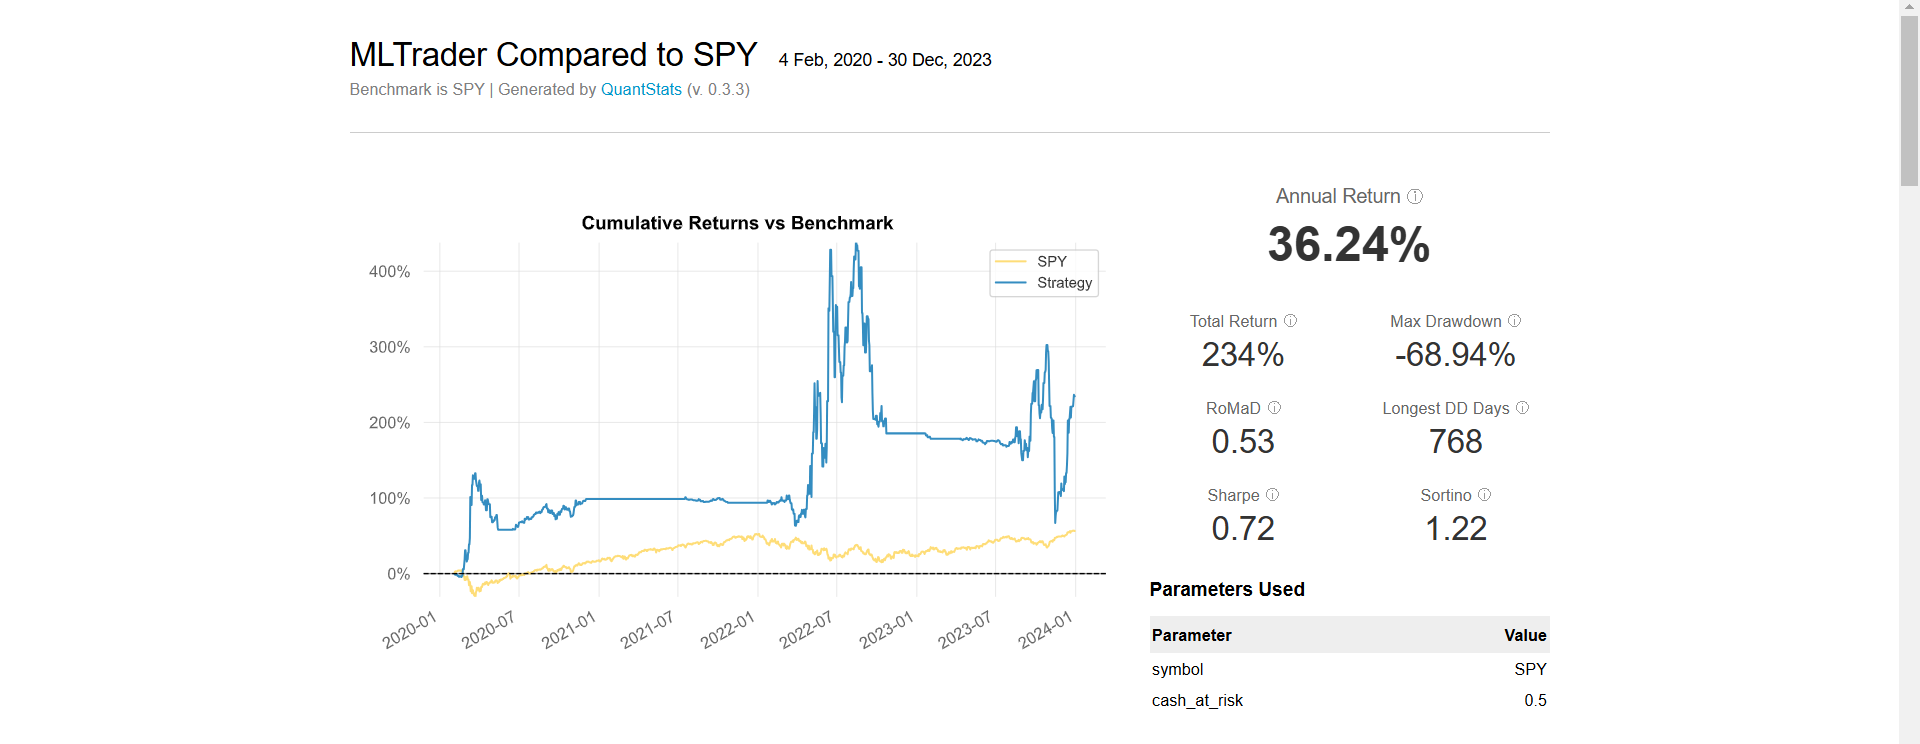 MLTrader Compared to SPY 4 Feb, 2020 - 30 Dec, 2023
Benchmark is SPY | Generated by QuantStats (v. 0.3.3)
Cumulative Returns vs Benchmark
SPY
Strategy
400%
300%
200%
100%
0%
2020-01
2020-07
2021-01
2021-07
2022-01
2022-07
2023-01
2023-07
2024-01
Annual Return ⓘ
36.24%
Total Return ⓘ
234%
Max Drawdown ⓘ
-68.94%
RoMaD ⓘ
0.53
Longest DD Days ⓘ
768
Sharpe ⓘ
0.72
Sortino ⓘ
1.22
Parameters Used
Parameter Value
symbol SPY
cash_at_risk 0.5